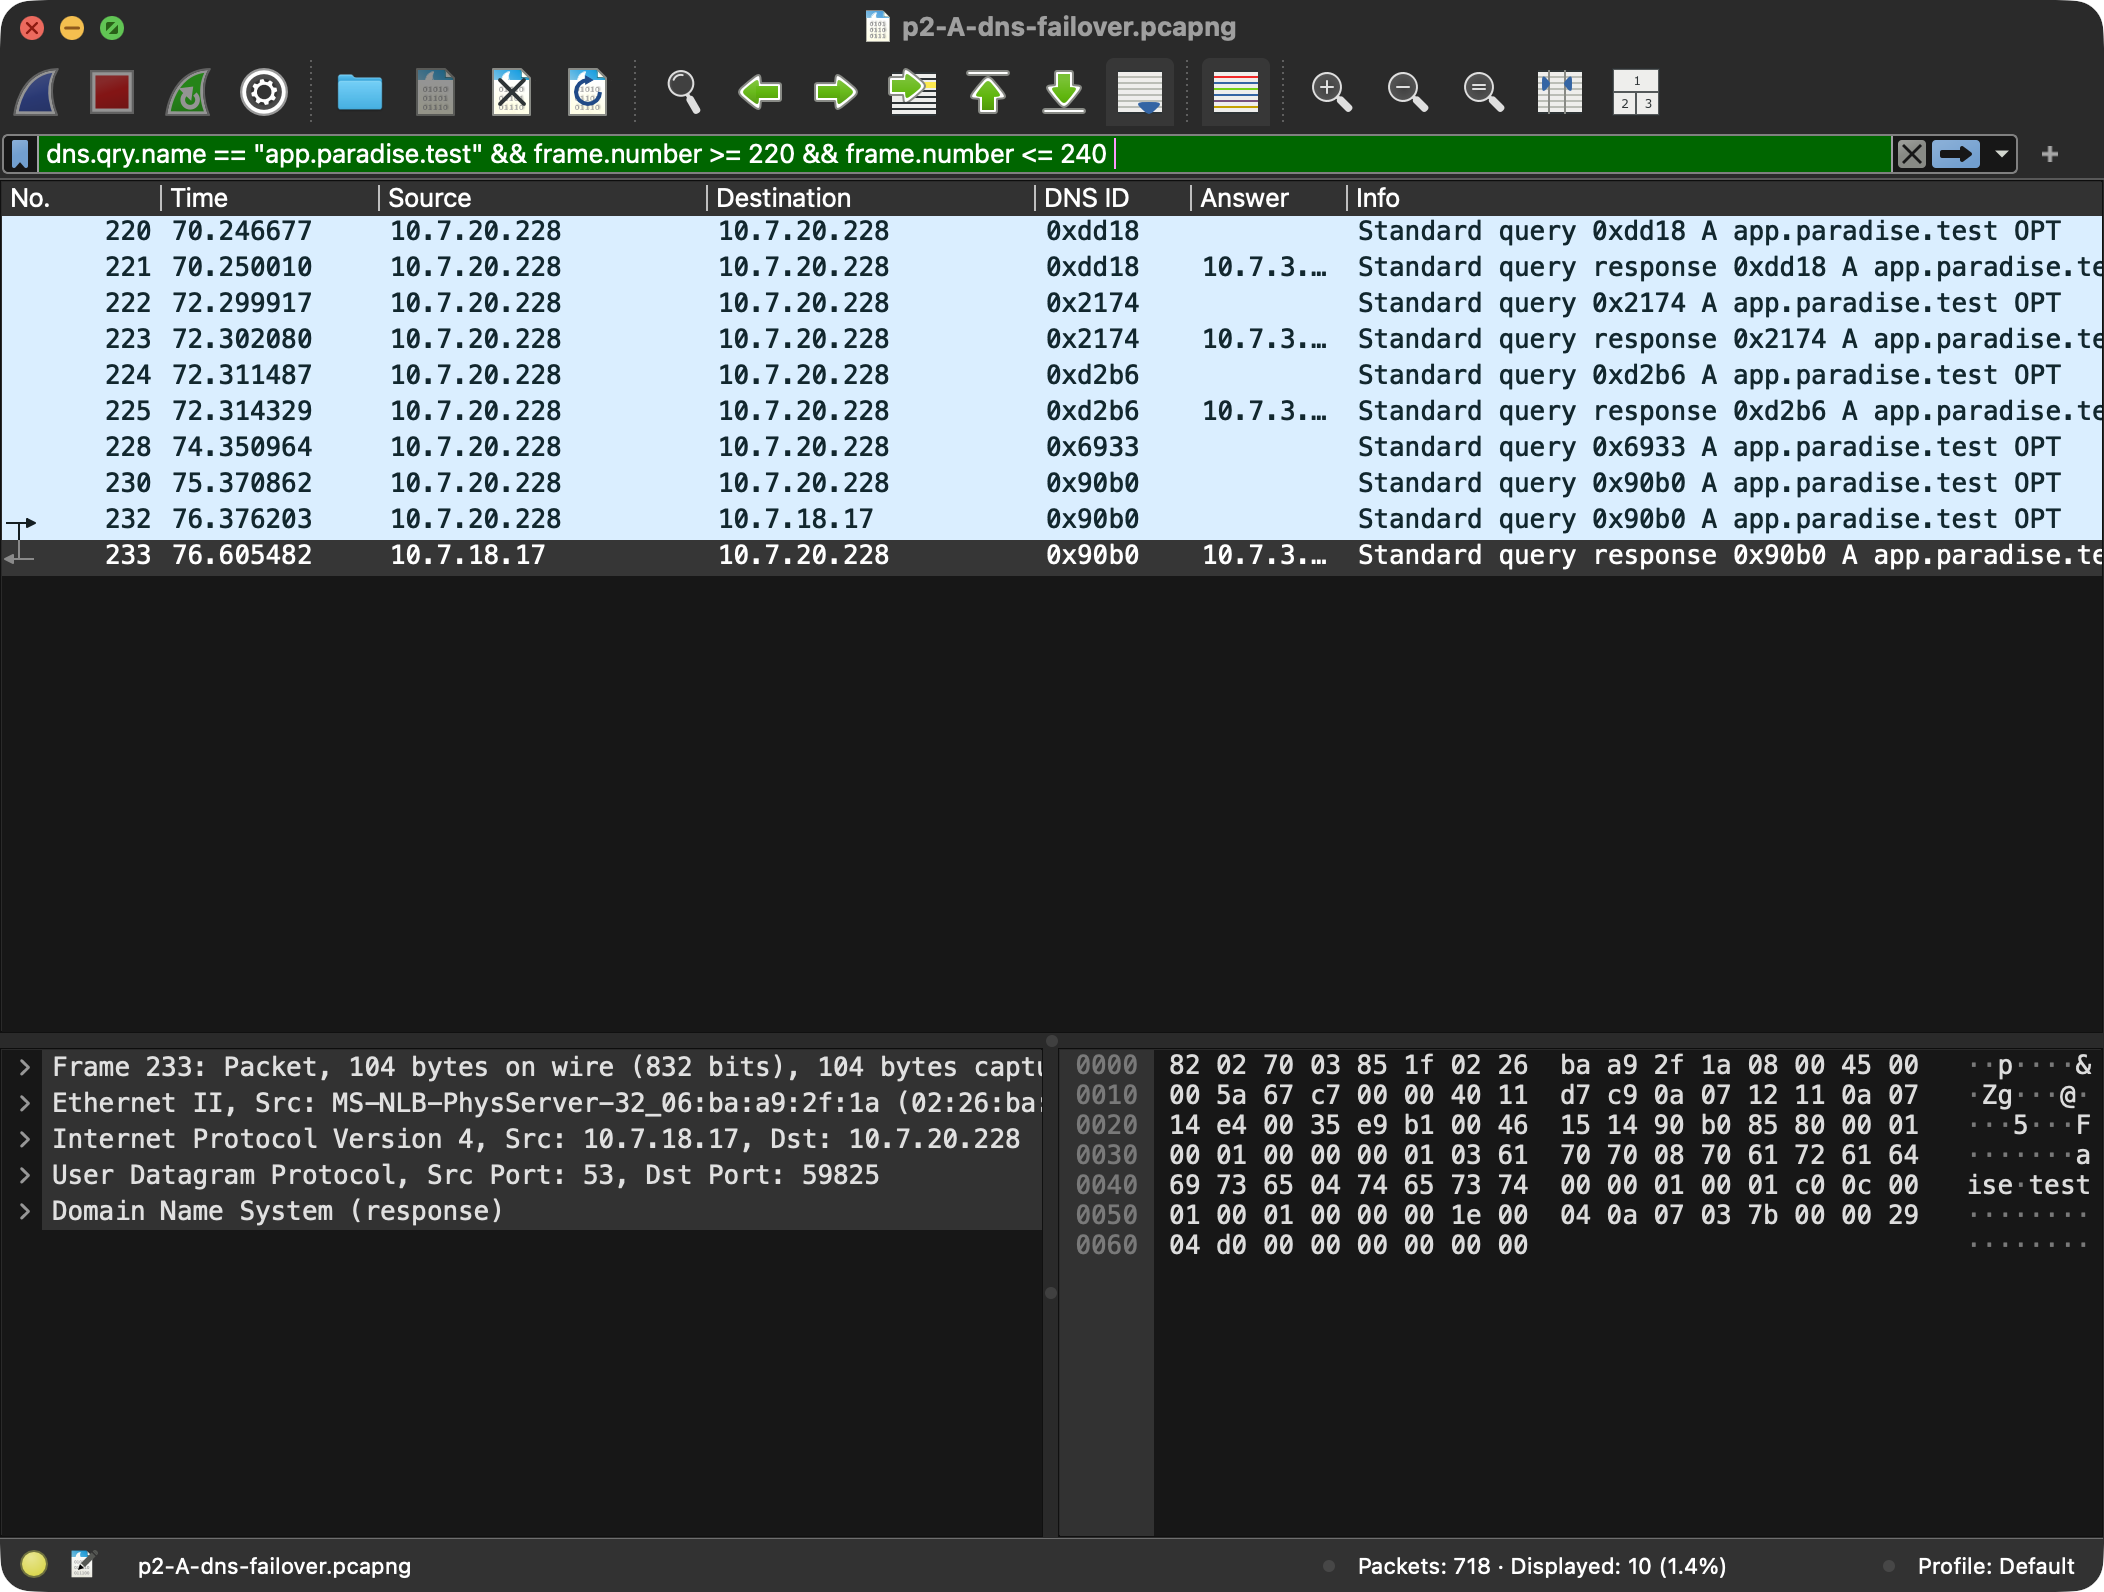 p2-A-dns-failover.pcapng
dns.qry.name == "app.paradise.test" && frame.number >= 220 && frame.number <= 240
No. Time Source Destination DNS ID Answer Info
220 70.246677 10.7.20.228 10.7.20.228 0xdd18 Standard query 0xdd18 A app.paradise.test OPT
221 70.250010 10.7.20.228 10.7.20.228 0xdd18 10.7.3.… Standard query response 0xdd18 A app.paradise.te
222 72.299917 10.7.20.228 10.7.20.228 0x2174 Standard query 0x2174 A app.paradise.test OPT
223 72.302080 10.7.20.228 10.7.20.228 0x2174 10.7.3.… Standard query response 0x2174 A app.paradise.te
224 72.311487 10.7.20.228 10.7.20.228 0xd2b6 Standard query 0xd2b6 A app.paradise.test OPT
225 72.314329 10.7.20.228 10.7.20.228 0xd2b6 10.7.3.… Standard query response 0xd2b6 A app.paradise.te
228 74.350964 10.7.20.228 10.7.20.228 0x6933 Standard query 0x6933 A app.paradise.test OPT
230 75.370862 10.7.20.228 10.7.20.228 0x90b0 Standard query 0x90b0 A app.paradise.test OPT
232 76.376203 10.7.20.228 10.7.18.17 0x90b0 Standard query 0x90b0 A app.paradise.test OPT
233 76.605482 10.7.18.17 10.7.20.228 0x90b0 10.7.3.… Standard query response 0x90b0 A app.paradise.te
Frame 233: Packet, 104 bytes on wire (832 bits), 104 bytes captu
Ethernet II, Src: MS-NLB-PhysServer-32_06:ba:a9:2f:1a (02:26:ba:
Internet Protocol Version 4, Src: 10.7.18.17, Dst: 10.7.20.228
User Datagram Protocol, Src Port: 53, Dst Port: 59825
Domain Name System (response)
0000 82 02 70 03 85 1f 02 26 ba a9 2f 1a 08 00 45 00 ··p····&
0010 00 5a 67 c7 00 00 40 11 d7 c9 0a 07 12 11 0a 07 ·Zg···@·
0020 14 e4 00 35 e9 b1 00 46 15 14 90 b0 85 80 00 01 ···5···F
0030 00 01 00 00 00 01 03 61 70 70 08 70 61 72 61 64 ·······a
0040 69 73 65 04 74 65 73 74 00 00 01 00 01 c0 0c 00 ise·test
0050 01 00 01 00 00 00 1e 00 04 0a 07 03 7b 00 00 29 ········
0060 04 d0 00 00 00 00 00 00 ········
p2-A-dns-failover.pcapng
Packets: 718 · Displayed: 10 (1.4%)
Profile: Default